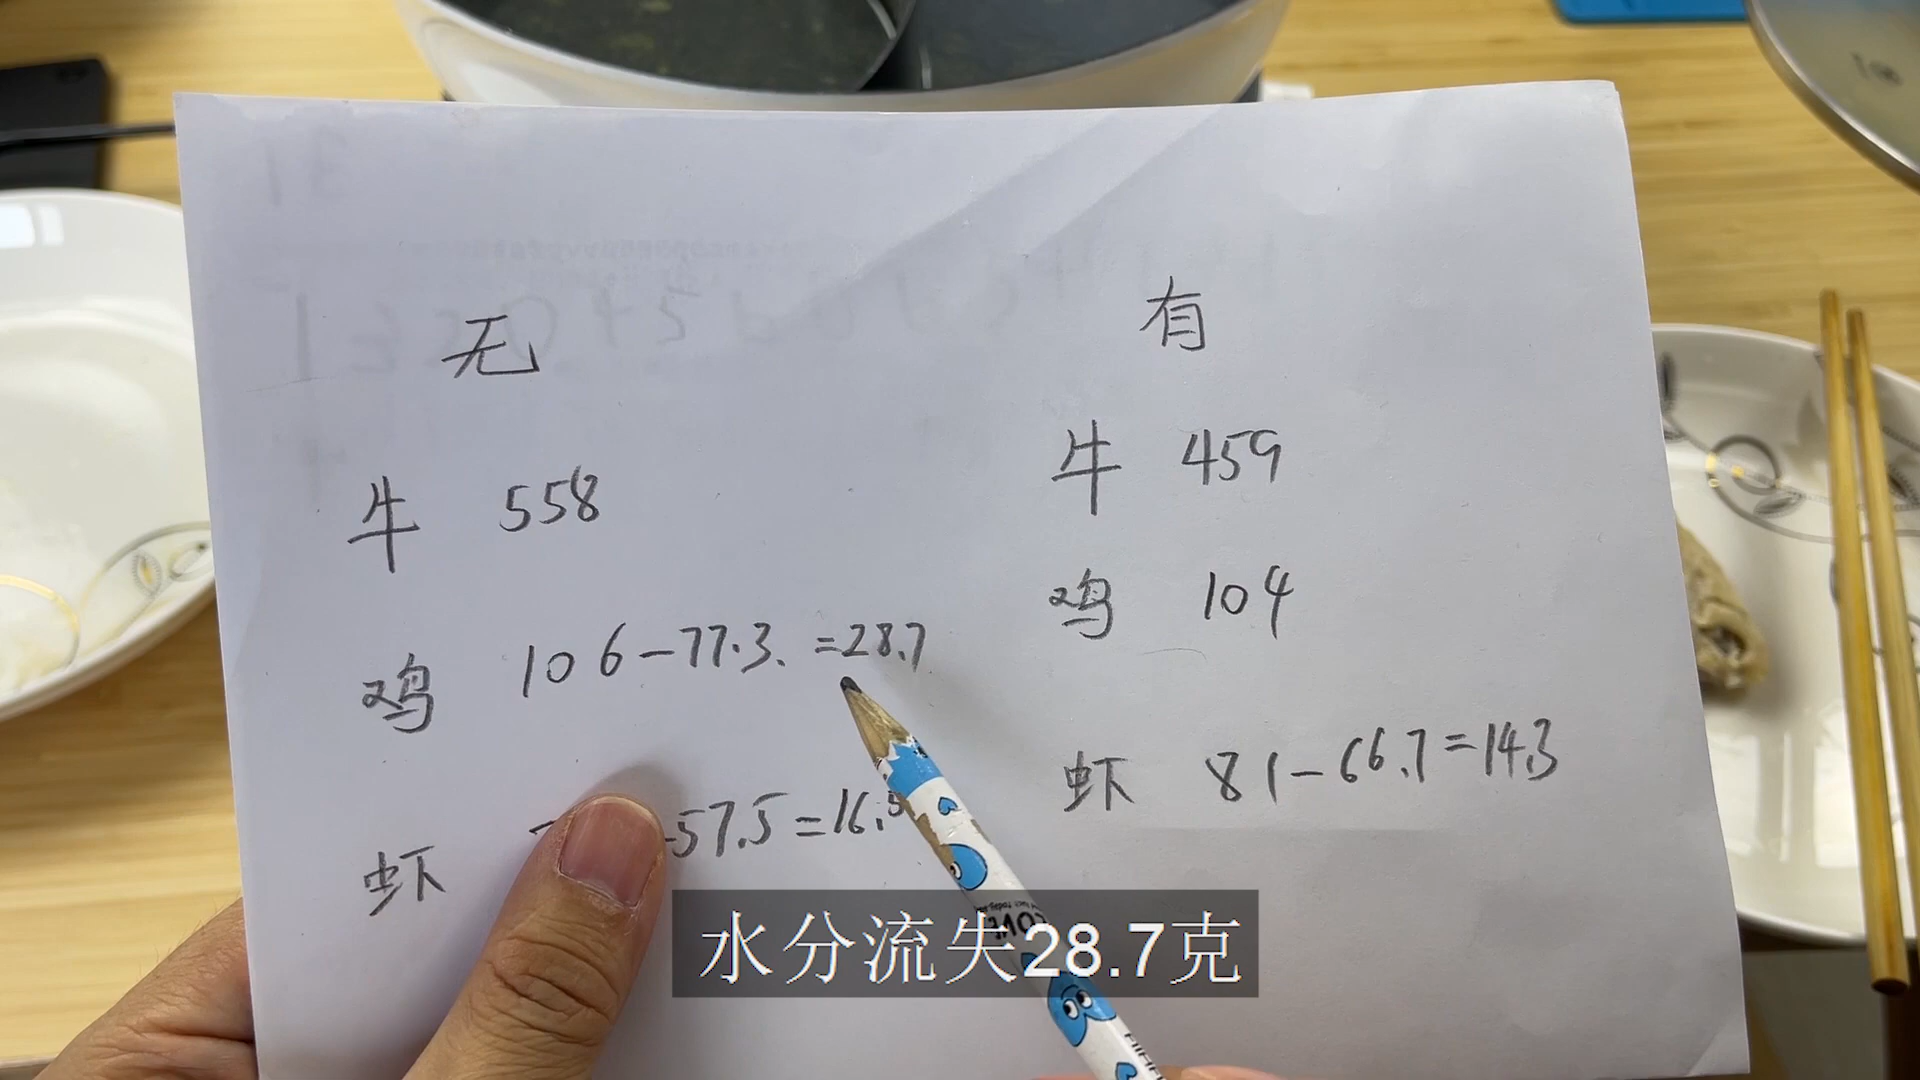 无
牛 558
鸡 106-77.3.=28.7
虾 -57.5=16.5
有
牛 459
鸡 104
虾 81-66.7=14.3
水分流失28.7克